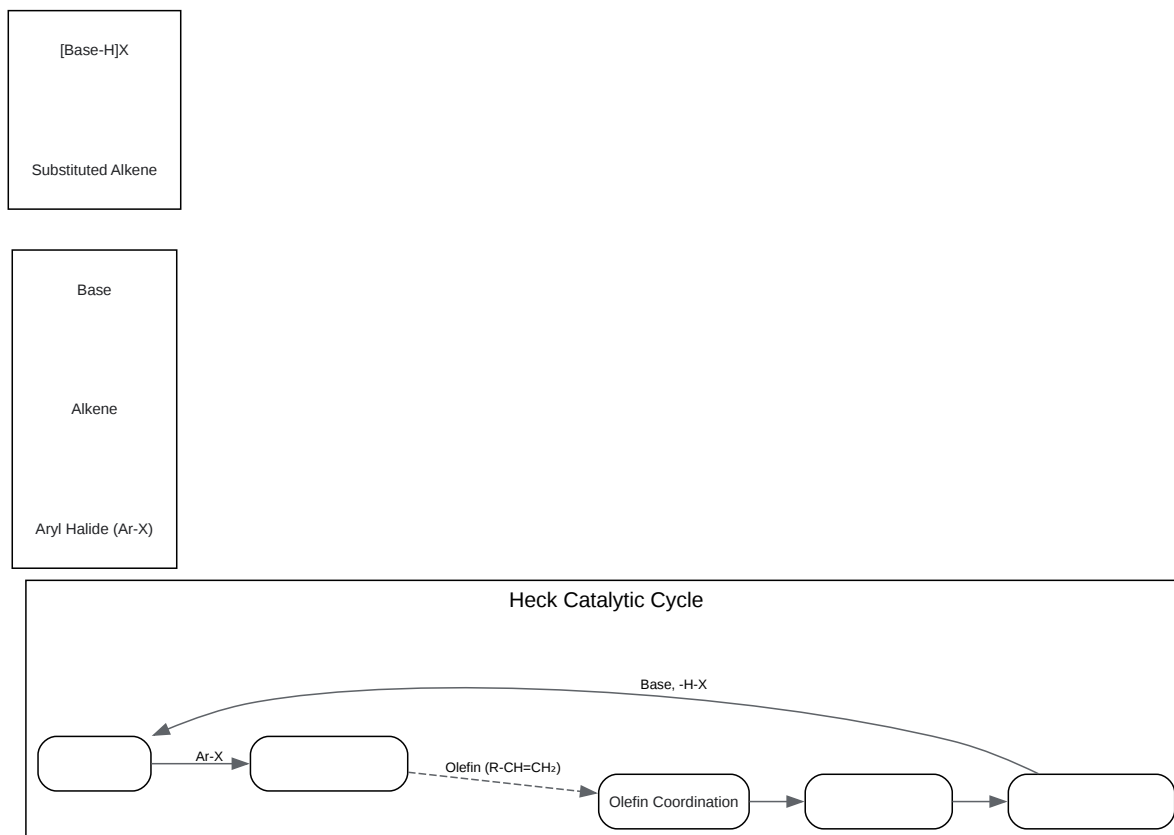 [Base-H]X
Substituted Alkene
Base
Alkene
Aryl Halide (Ar-X)
Heck Catalytic Cycle
Base, -H-X
Ar-X
Olefin (R-CH=CH₂)
Olefin Coordination